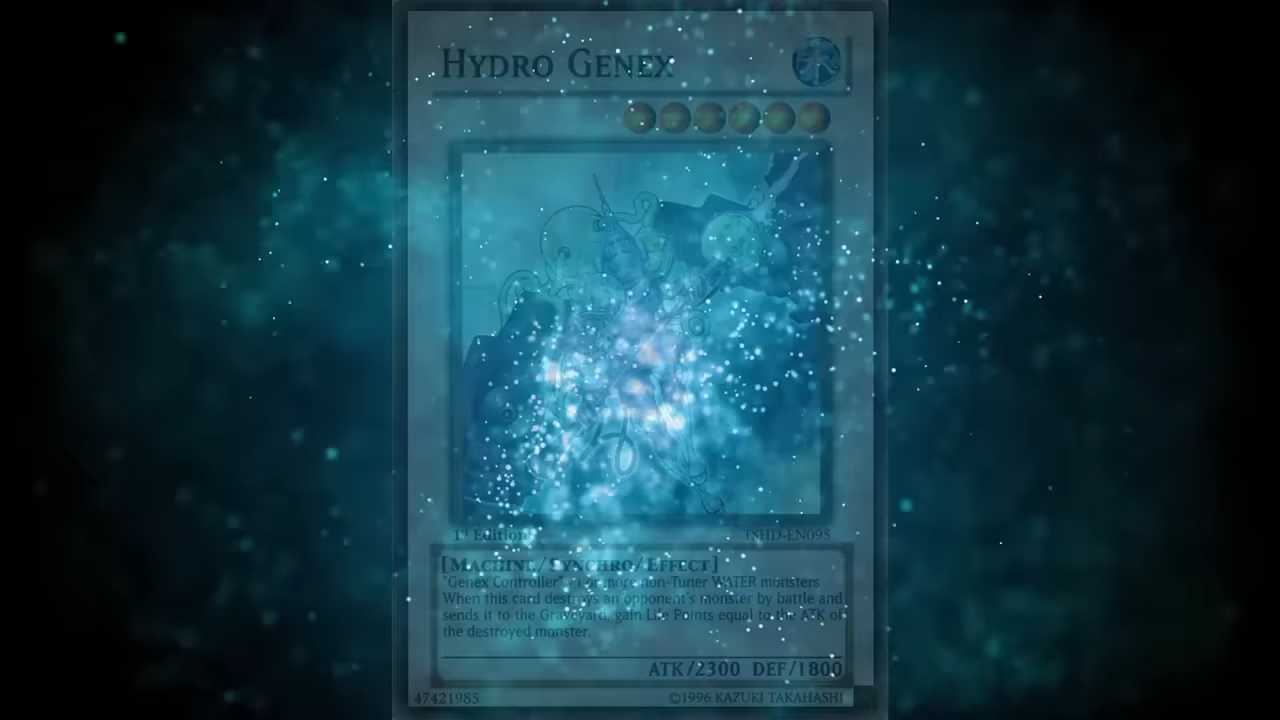 Hydro Genex
1st Edition
TSHD-EN095
[Machine/Synchro/Effect]
"Genex Controller" + 1 or more non-Tuner WATER monsters
When this card destroys an opponent's monster by battle and
sends it to the Graveyard, gain Life Points equal to the ATK of
the destroyed monster.
ATK/2300 DEF/1800
47421985
©1996 KAZUKI TAKAHASHI